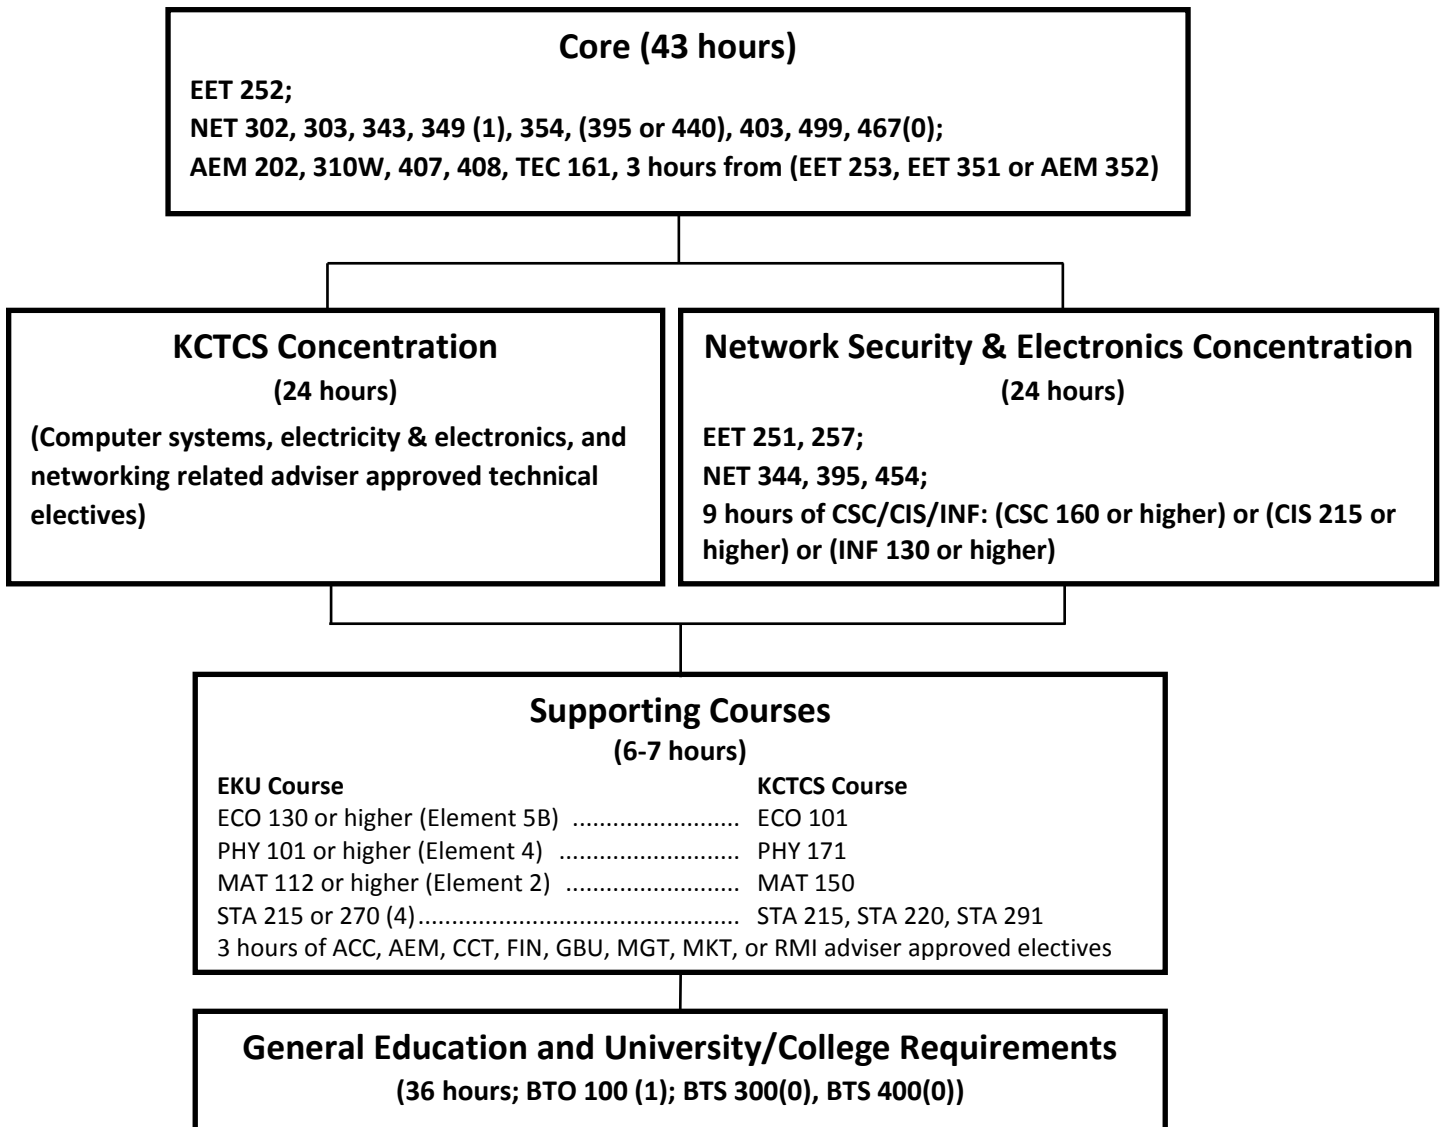 Core (43 hours)
EET 252;
NET 302, 303, 343, 349 (1), 354, (395 or 440), 403, 499, 467(0);
AEM 202, 310W, 407, 408, TEC 161, 3 hours from (EET 253, EET 351 or AEM 352)
KCTCS Concentration
(24 hours)
(Computer systems, electricity & electronics, and
networking related adviser approved technical
electives)
Network Security & Electronics Concentration
(24 hours)
EET 251, 257;
NET 344, 395, 454;
9 hours of CSC/CIS/INF: (CSC 160 or higher) or (CIS 215 or
higher) or (INF 130 or higher)
Supporting Courses
(6-7 hours)
EKU Course KCTCS Course
ECO 130 or higher (Element 5B) ......................... ECO 101
PHY 101 or higher (Element 4) ........................... PHY 171
MAT 112 or higher (Element 2) .......................... MAT 150
STA 215 or 270 (4)............................................... STA 215, STA 220, STA 291
3 hours of ACC, AEM, CCT, FIN, GBU, MGT, MKT, or RMI adviser approved electives
General Education and University/College Requirements
(36 hours; BTO 100 (1); BTS 300(0), BTS 400(0))